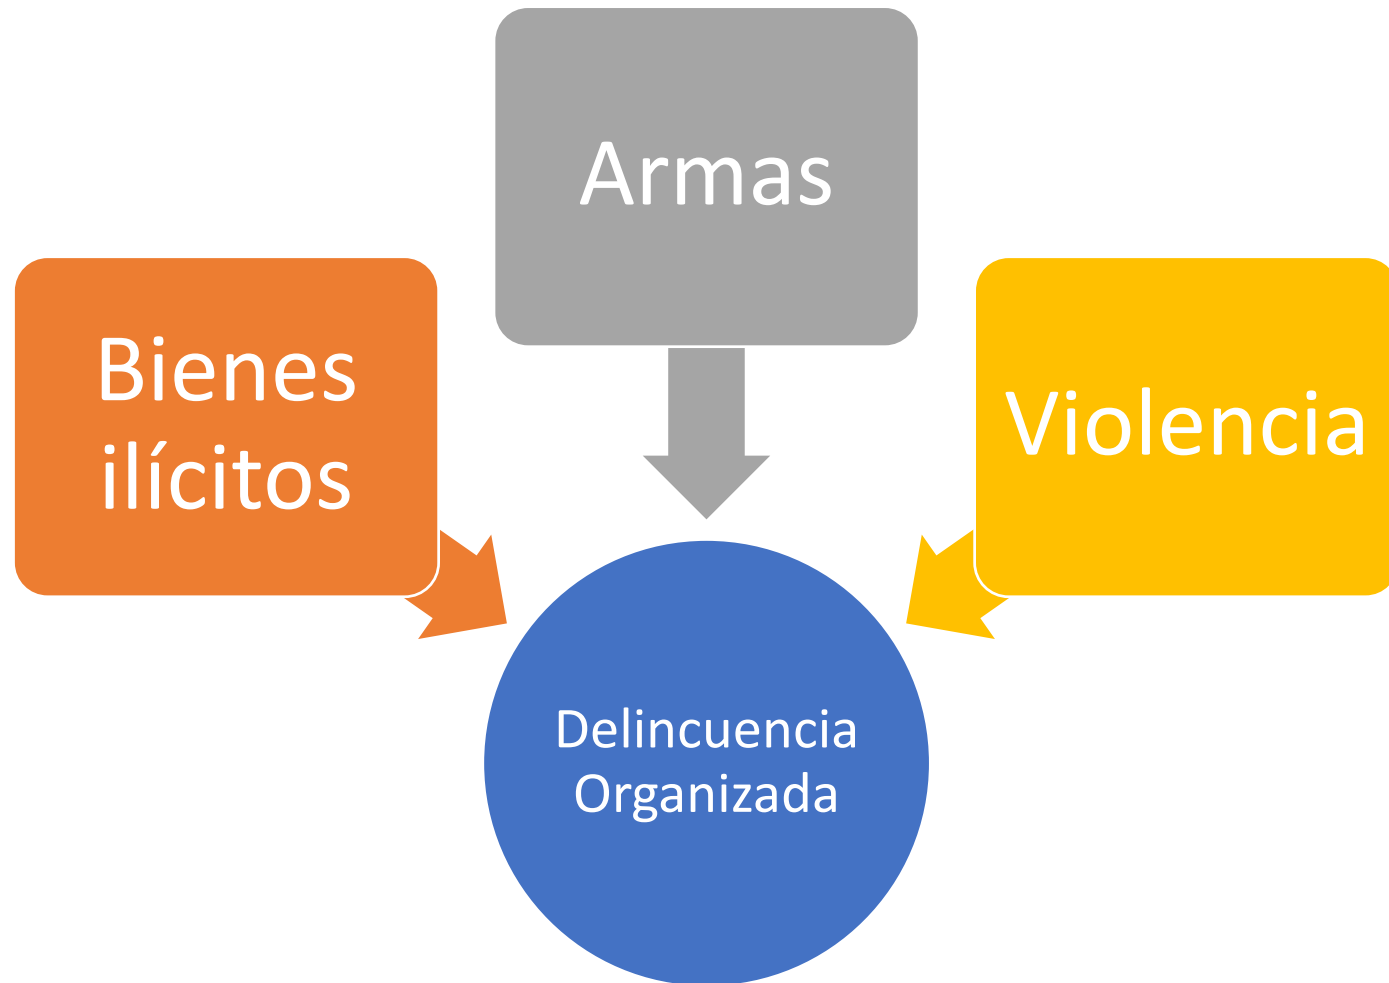 Armas
Bienes
ilícitos
Violencia
Delincuencia
Organizada